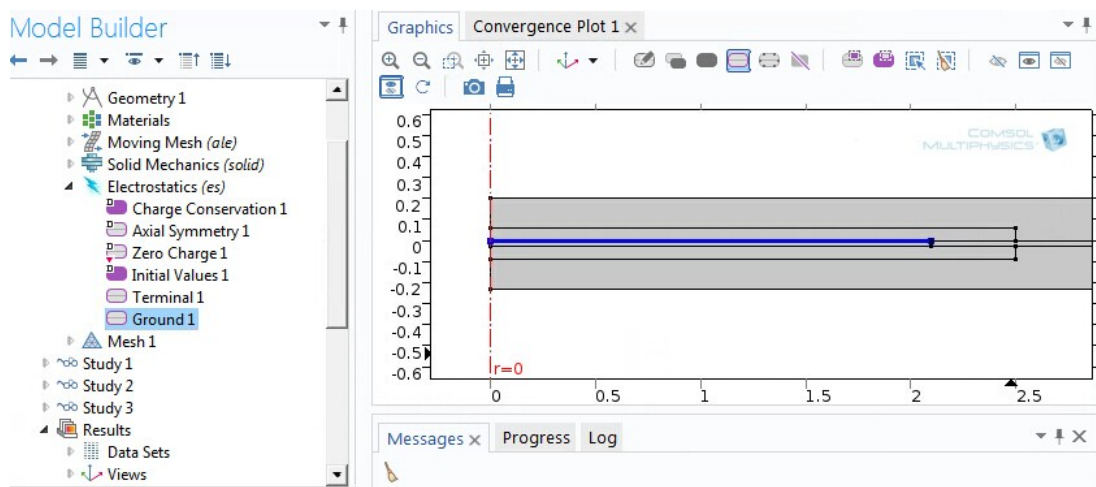 Model Builder
Geometry 1
Materials
Moving Mesh (ale)
Solid Mechanics (solid)
Electrostatics (es)
Charge Conservation 1
Axial Symmetry 1
Zero Charge 1
Initial Values 1
Terminal 1
Ground 1
Mesh 1
Study 1
Study 2
Study 3
Results
Data Sets
Views
Graphics Convergence Plot 1
COMSOL
MULTIPHYSICS
0.6
0.5
0.4
0.3
0.2
0.1
0
-0.1
-0.2
-0.3
-0.4
-0.5
-0.6
r=0
0 0.5 1 1.5 2 2.5
Messages Progress Log